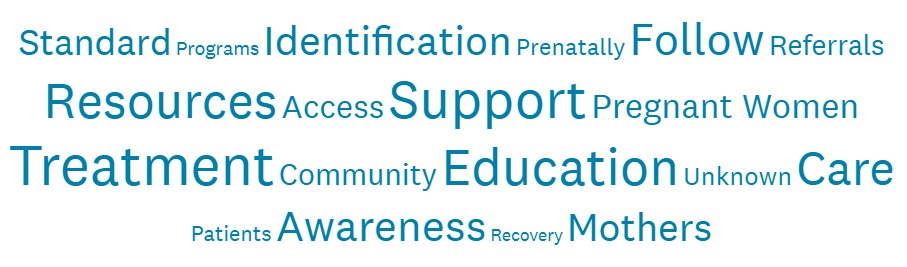 Standard Programs Identification Prenatally Follow Referrals
Resources Access Support Pregnant Women
Treatment Community Education Unknown Care
Patients Awareness Recovery Mothers